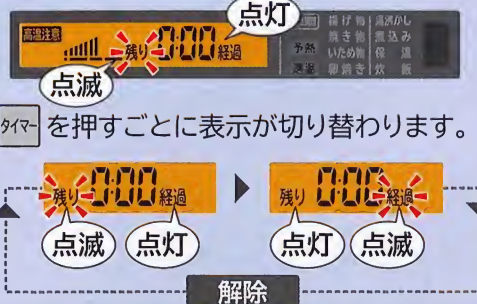 点灯
高温注意
残り 0:00 経過
揚げ物 湯沸かし
焼き物 煮込み
予熱 いため物 保温
適温 卵焼き 炊飯
点滅
タイマー を押すごとに表示が切り替わります。
残り 0:00 経過 残り 0:00 経過
点滅 点灯 点灯 点滅
解除